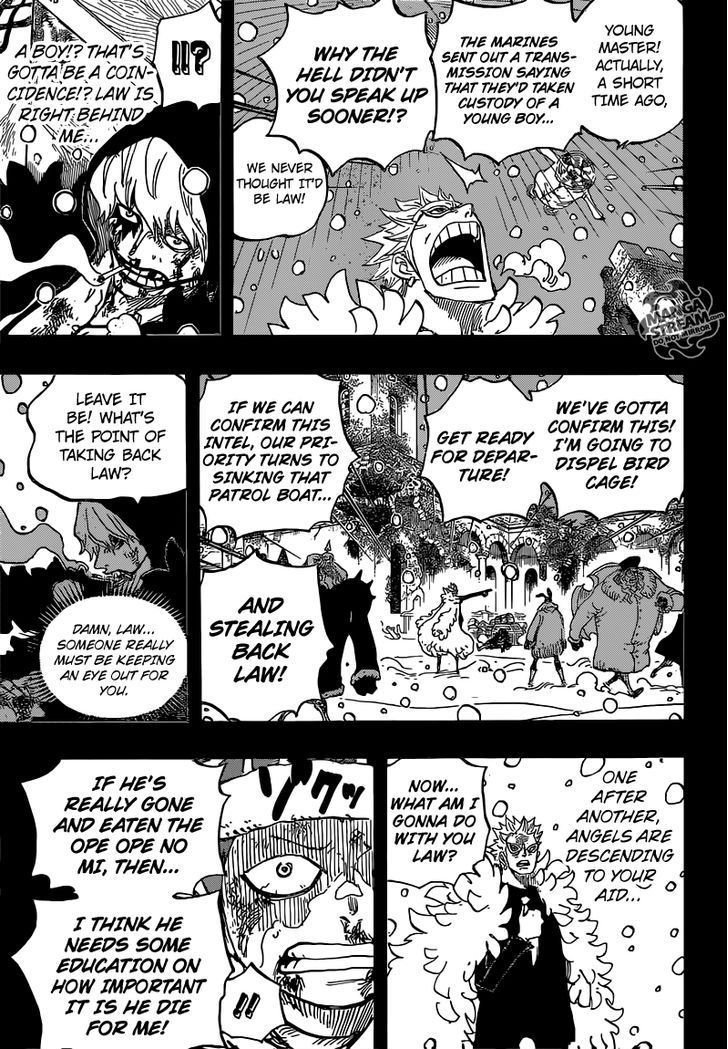 YOUNG
MASTER!
ACTUALLY,
A SHORT
TIME AGO,
THE MARINES
SENT OUT A TRANS-
MISSION SAYING
THAT THEY'D TAKEN
CUSTODY OF A
YOUNG BOY...
WHY THE
HELL DIDN'T
YOU SPEAK UP
SOONER!?
WE NEVER
THOUGHT IT'D
BE LAW!
MANGA
STREAM.COM
DO NOT MIRROR
!!?
A BOY!? THAT'S
GOTTA BE A COIN-
CIDENCE!? LAW IS
RIGHT BEHIND
ME...
WE'VE GOTTA
CONFIRM THIS!
I'M GOING TO
DISPEL BIRD
CAGE!
GET READY
FOR DEPAR-
TURE!
IF WE CAN
CONFIRM THIS
INTEL, OUR PRI-
ORITY TURNS TO
SINKING THAT
PATROL BOAT...
AND
STEALING
BACK
LAW!
LEAVE IT
BE! WHAT'S
THE POINT OF
TAKING BACK
LAW?
DAMN, LAW...
SOMEONE REALLY
MUST BE KEEPING
AN EYE OUT FOR
YOU.
ONE
AFTER
ANOTHER,
ANGELS ARE
DESCENDING
TO YOUR
AID...
NOW...
WHAT AM I
GONNA DO
WITH YOU
LAW?
ゾクッ
IF HE'S
REALLY GONE
AND EATEN THE
OPE OPE NO
MI, THEN...
I THINK HE
NEEDS SOME
EDUCATION ON
HOW IMPORTANT
IT IS HE DIE
FOR ME!
!!